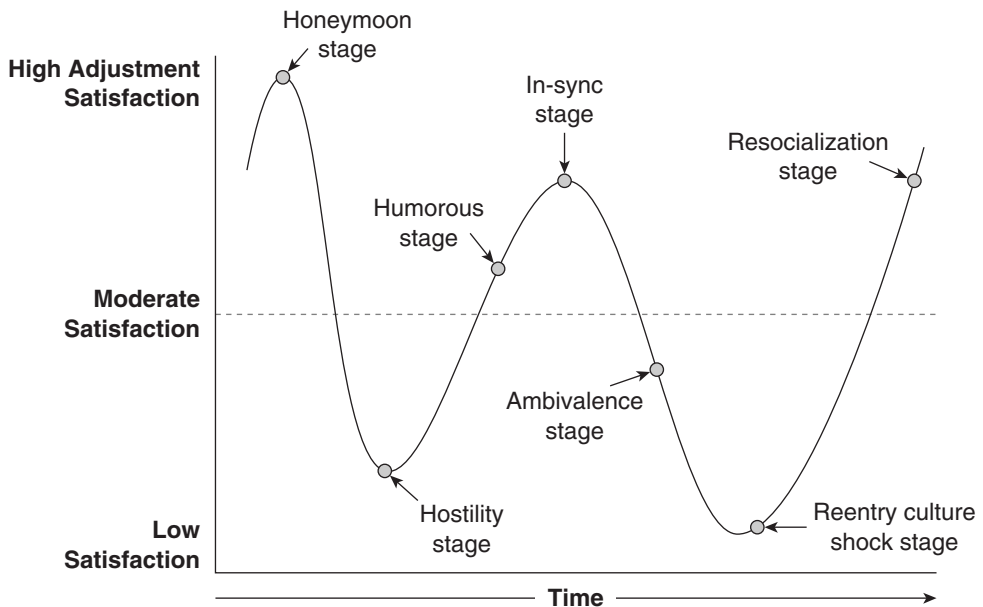 Honeymoon
stage
High Adjustment
Satisfaction
In-sync
stage
Resocialization
stage
Humorous
stage
Moderate
Satisfaction
Ambivalence
stage
Hostility
stage
Reentry culture
shock stage
Low
Satisfaction
Time